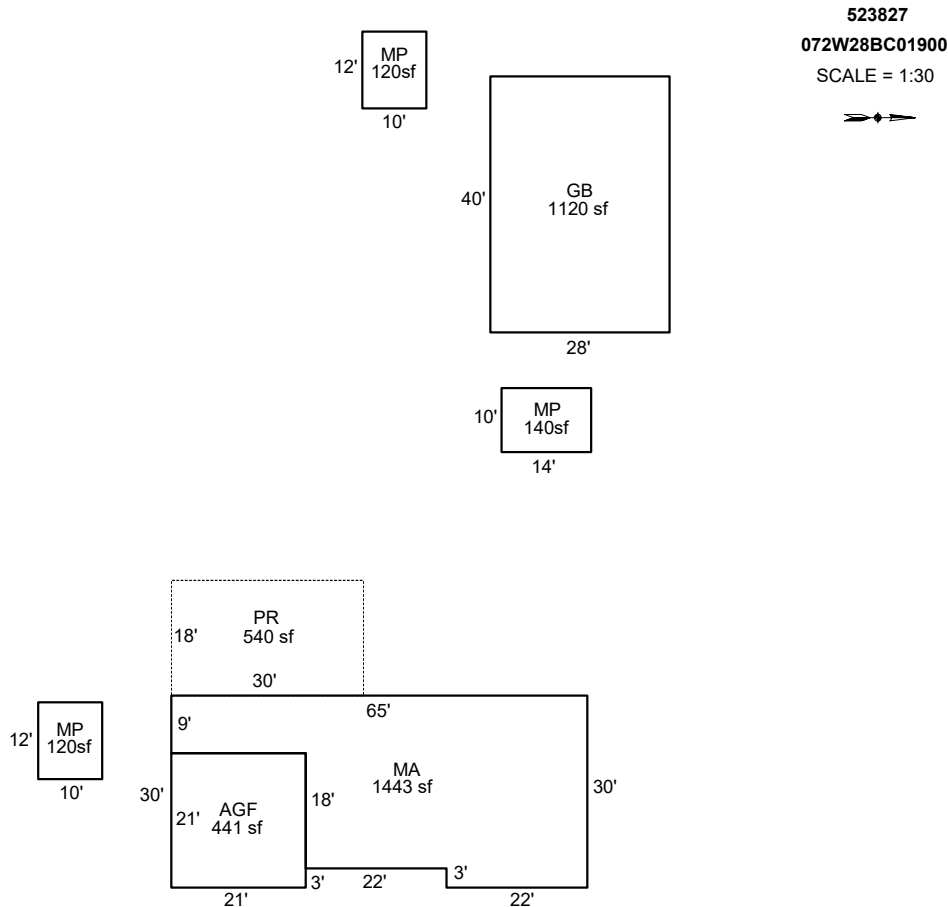 523827
072W28BC01900
SCALE = 1:30
MP
120sf
12'
10'
GB
1120 sf
40'
28'
MP
140sf
10'
14'
PR
540 sf
18'
30'
65'
MP
120sf
12'
10'
9'
30'
MA
1443 sf
30'
AGF
441 sf
21'
18'
3'
22'
3'
21'
22'